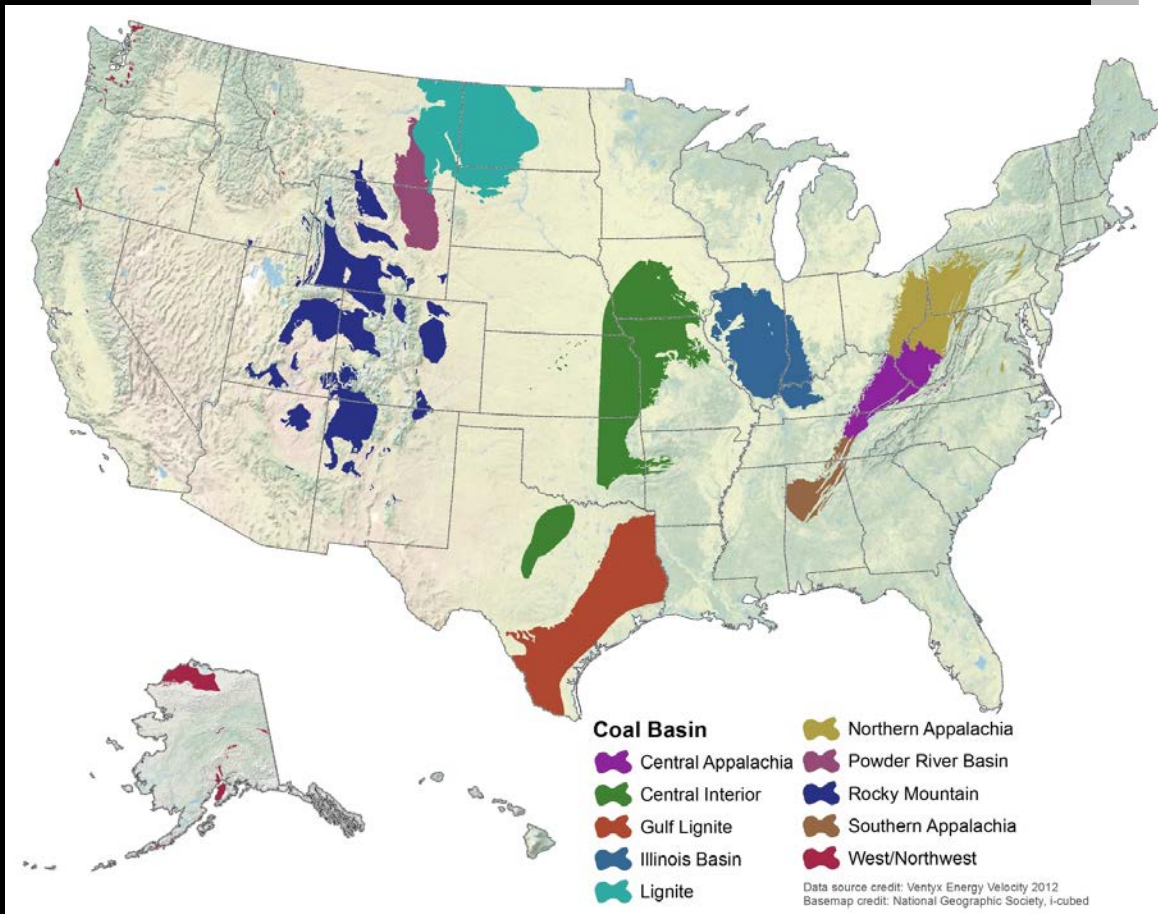 Coal Basin
Central Appalachia
Central Interior
Gulf Lignite
Illinois Basin
Lignite
Northern Appalachia
Powder River Basin
Rocky Mountain
Southern Appalachia
West/Northwest
Data source credit: Ventyx Energy Velocity 2012
Basemap credit: National Geographic Society, i-cubed